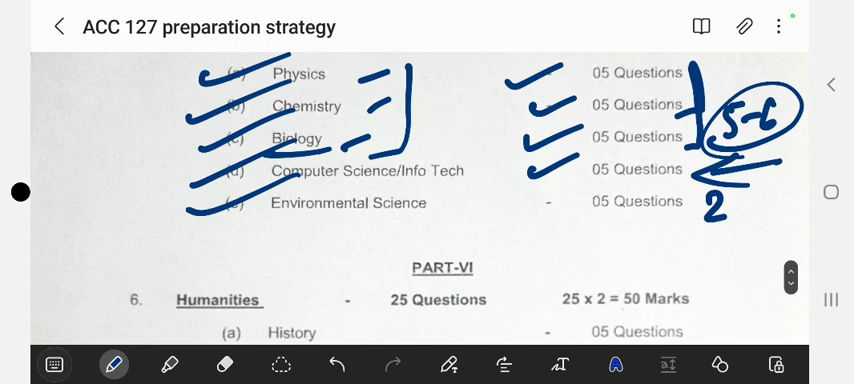 ACC 127 preparation strategy
(a) Physics - 05 Questions
(b) Chemistry - 05 Questions
(c) Biology - 05 Questions
5-6
(d) Computer Science/Info Tech - 05 Questions
(e) Environmental Science - 05 Questions
2
PART-VI
6. Humanities - 25 Questions 25 x 2 = 50 Marks
(a) History - 05 Questions